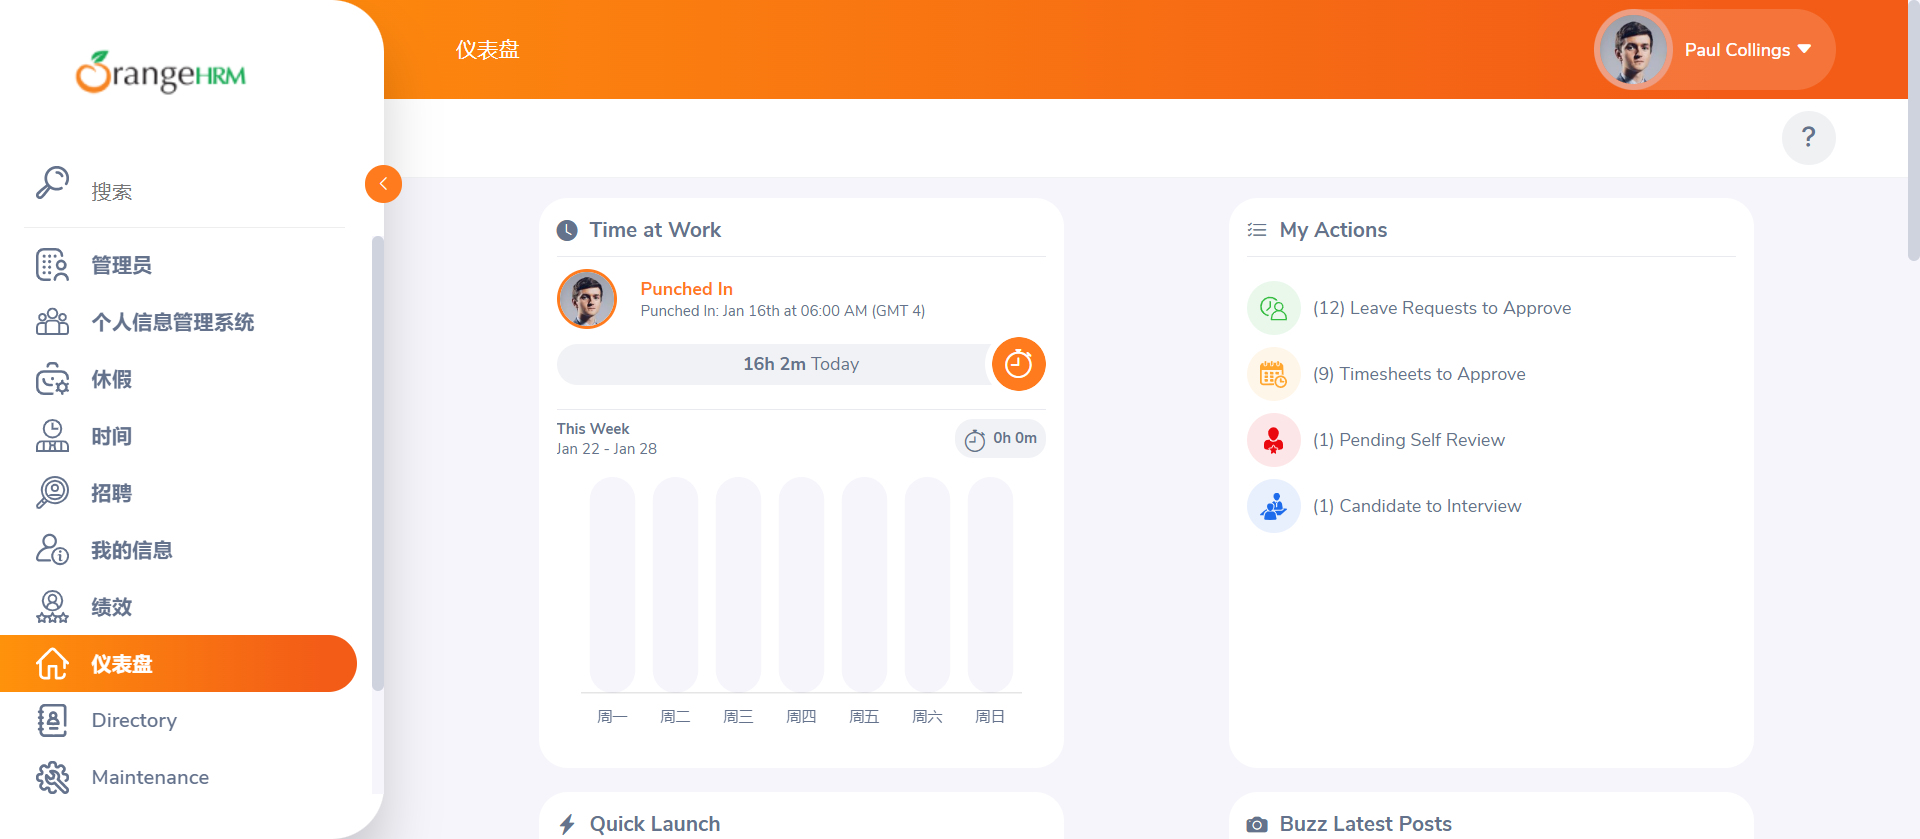 OrangeHRM
搜索
管理员
个人信息管理系统
休假
时间
招聘
我的信息
绩效
仪表盘
Directory
Maintenance
仪表盘
Paul Collings
?
Time at Work
Punched In
Punched In: Jan 16th at 06:00 AM (GMT 4)
16h 2m Today
This Week
Jan 22 - Jan 28
0h 0m
周一 周二 周三 周四 周五 周六 周日
My Actions
(12) Leave Requests to Approve
(9) Timesheets to Approve
(1) Pending Self Review
(1) Candidate to Interview
Quick Launch
Buzz Latest Posts